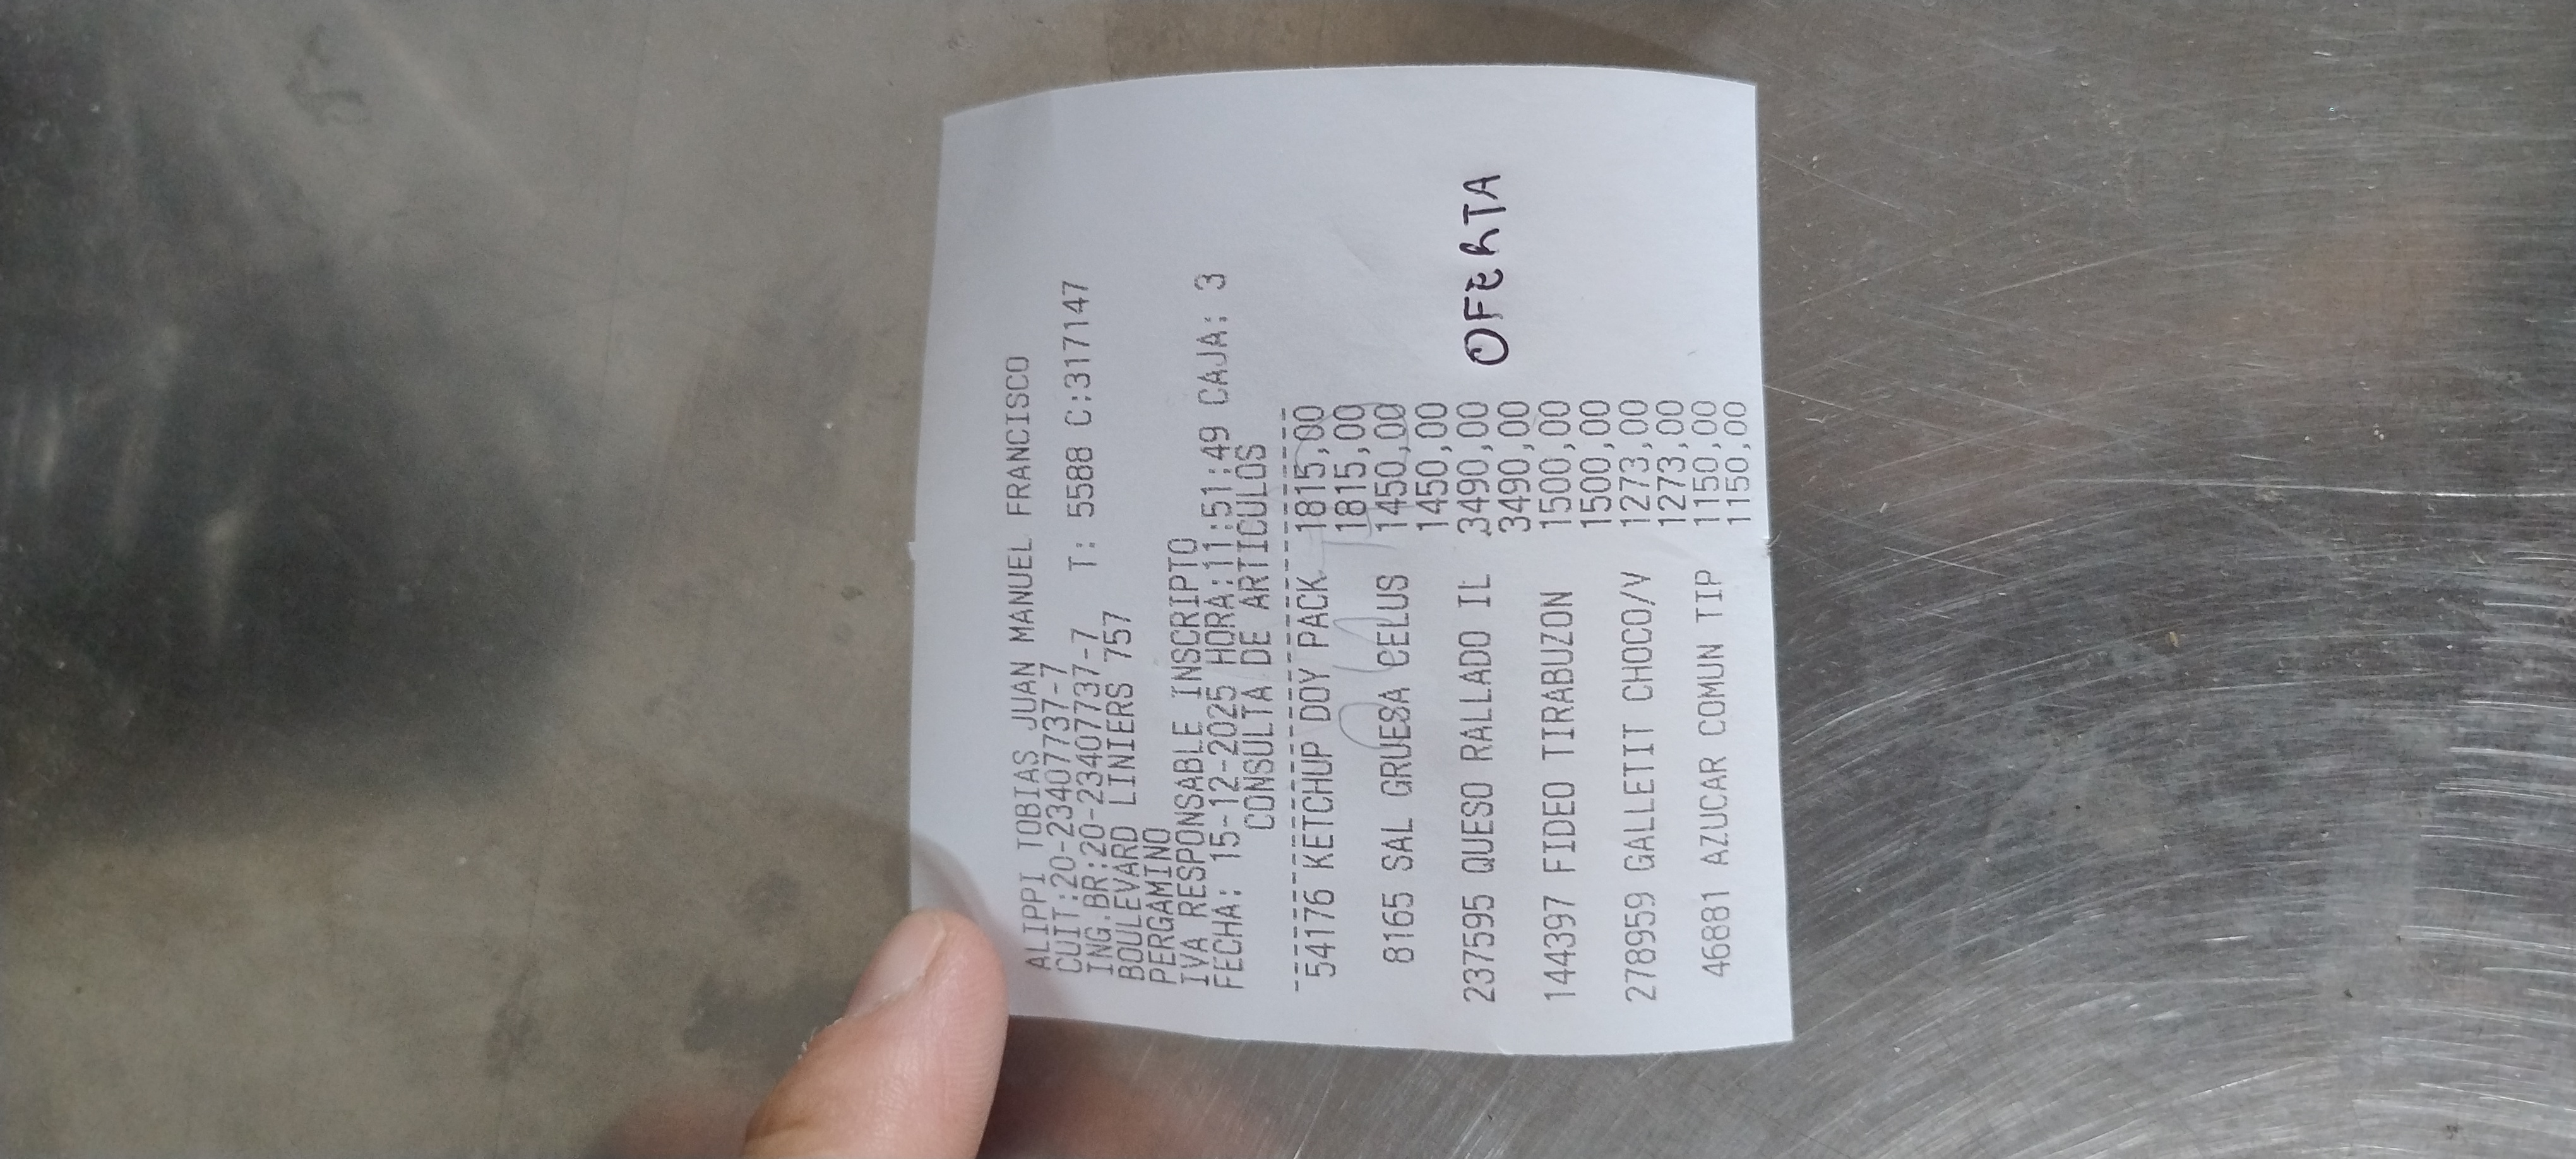 ALIPPI TOBIAS JUAN MANUEL FRANCISCO
CUIT:20-23407737-7
ING.BR:20-23407737-7 T: 5588 C:317147
BOULEVARD LINIERS 757
PERGAMINO
IVA RESPONSABLE INSCRIPTO
FECHA: 15-12-2025 HORA:11:51:49 CAJA: 3
CONSULTA DE ARTICULOS
54176 KETCHUP DOY PACK 1815,00
1815,00
8165 SAL GRUESA CELUS 1450,00
1450,00
237595 QUESO RALLADO IL 3490,00 OFERTA
3490,00
144397 FIDEO TIRABUZON 1500,00
1500,00
278959 GALLETIT CHOCO/V 1273,00
1273,00
46881 AZUCAR COMUN TIP 1150,00
1150,00